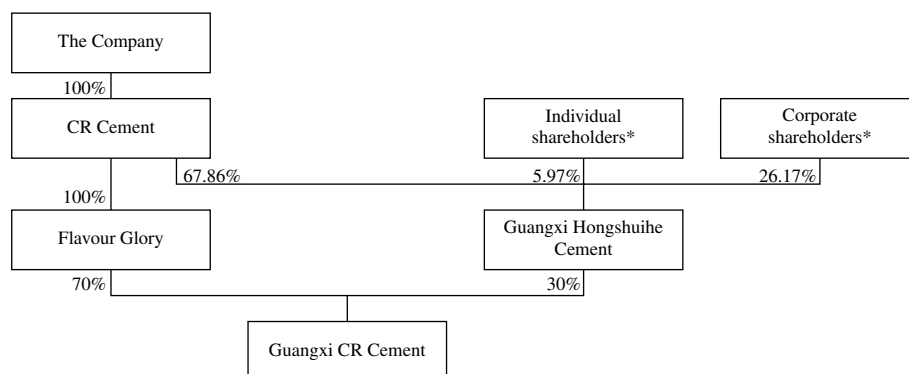 The Company
100%
CR Cement
Individual
shareholders*
Corporate
shareholders*
67.86%
5.97%
26.17%
100%
Flavour Glory
Guangxi Hongshuihe
Cement
70%
30%
Guangxi CR Cement